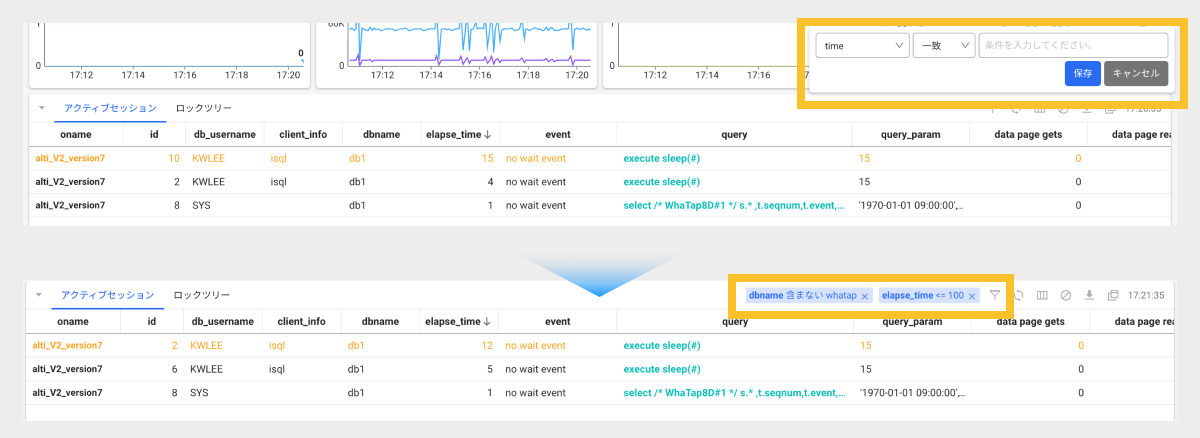 1
60K
time
一致
条件を入力してください。
0
0
0
0
17:12 17:14 17:16 17:18 17:20
17:12 17:14 17:16 17:18 17:20
17:12 17:14 17:16 17:18
保存 キャンセル
アクティブセッション ロックツリー
oname id db_username client_info dbname elapse_time event query query_param data page gets data page rea
alti_V2_version7 10 KWLEE isql db1 15 no wait event execute sleep(#) 15 0
alti_V2_version7 2 KWLEE isql db1 4 no wait event execute sleep(#) 15 0
alti_V2_version7 8 SYS db1 1 no wait event select /* WhaTap8D#1 */ s.* ,t.seqnum,t.event,... '1970-01-01 09:00:00',... 0
アクティブセッション ロックツリー dbname 含まない whatap × elapse_time <= 100 × 17:21:35
oname id db_username client_info dbname elapse_time event query query_param data page gets data page rea
alti_V2_version7 2 KWLEE isql db1 12 no wait event execute sleep(#) 15 0
alti_V2_version7 6 KWLEE isql db1 5 no wait event execute sleep(#) 15 0
alti_V2_version7 8 SYS db1 1 no wait event select /* WhaTap8D#1 */ s.* ,t.seqnum,t.event,... '1970-01-01 09:00:00',... 0